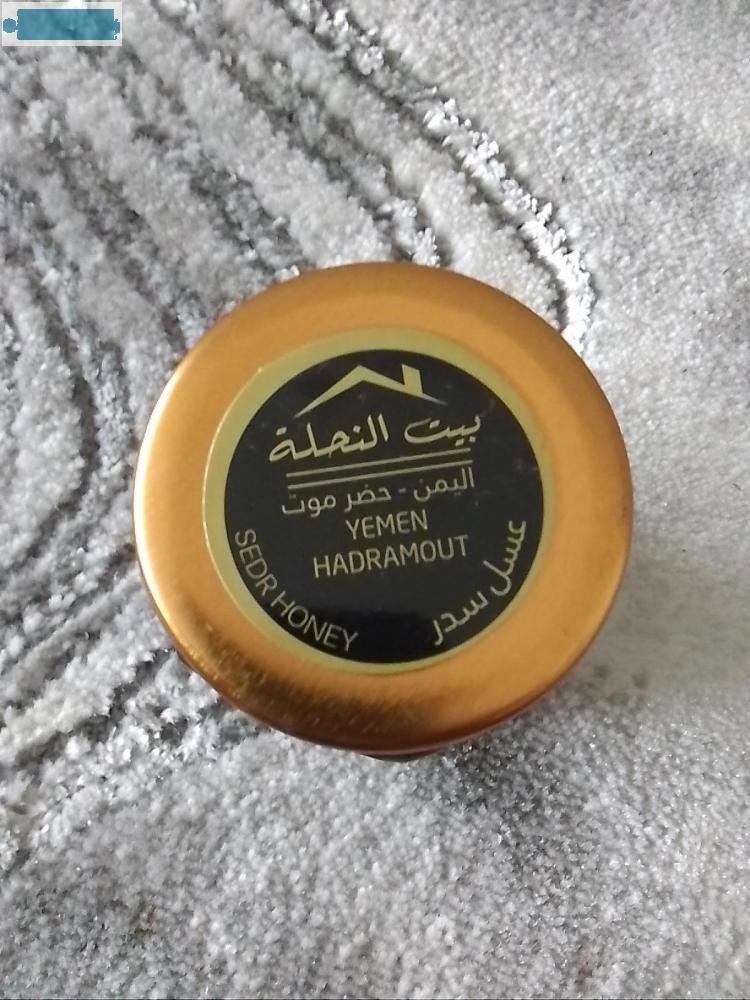 بيت النحلة
اليمن - حضر موت
YEMEN
HADRAMOUT
SEDR HONEY
عسل سدر